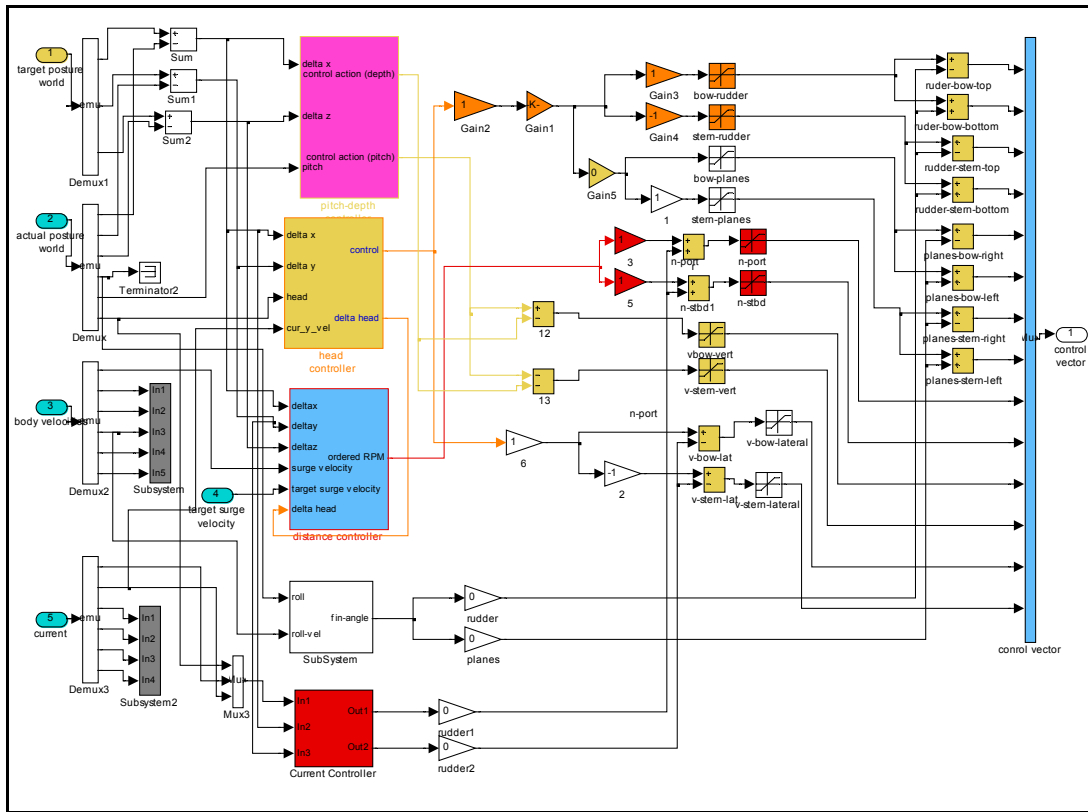 1
target posture
world
emu
Demux1
+
−
Sum
+
−
Sum1
+
−
Sum2
2
actual posture
world
emu
Demux
Terminator2
3
body velocities
emu
Demux2
In1
In2
In3
In4
In5
Subsystem
4
target surge
velocity
5
current
emu
Demux3
In1
In2
In3
In4
Subsystem2
Mux3
delta x
control action (depth)
delta z
control action (pitch)
pitch
pitch-depth
controller
delta x
control
delta y
head
delta head
cur_y_vel
head
controller
deltax
deltay
deltaz
ordered RPM
surge velocity
target surge velocity
delta head
distance controller
roll
fin-angle
roll-vel
SubSystem
In1
Out1
In2
Out2
In3
Current Controller
1
Gain2
K-
Gain1
1
Gain3
bow-rudder
-1
Gain4
stern-rudder
0
Gain5
bow-planes
1
1
stern-planes
1
3
+
+
n-port
n-port
1
5
+
+
n-stbd1
n-stbd
+
−
12
vbow-vert
+
−
13
v-stern-vert
n-port
1
6
+
−
v-bow-lat
v-bow-lateral
-1
2
+
−
v-stern-lat
v-stern-lateral
0
rudder
0
planes
0
rudder1
0
rudder2
+
−
ruder-bow-top
+
+
ruder-bow-bottom
+
−
rudder-stern-top
+
−
rudder-stern-bottom
+
−
planes-bow-right
+
+
planes-bow-left
+
−
planes-stern-right
+
+
planes-stern-left
conrol vector
1
control
vector